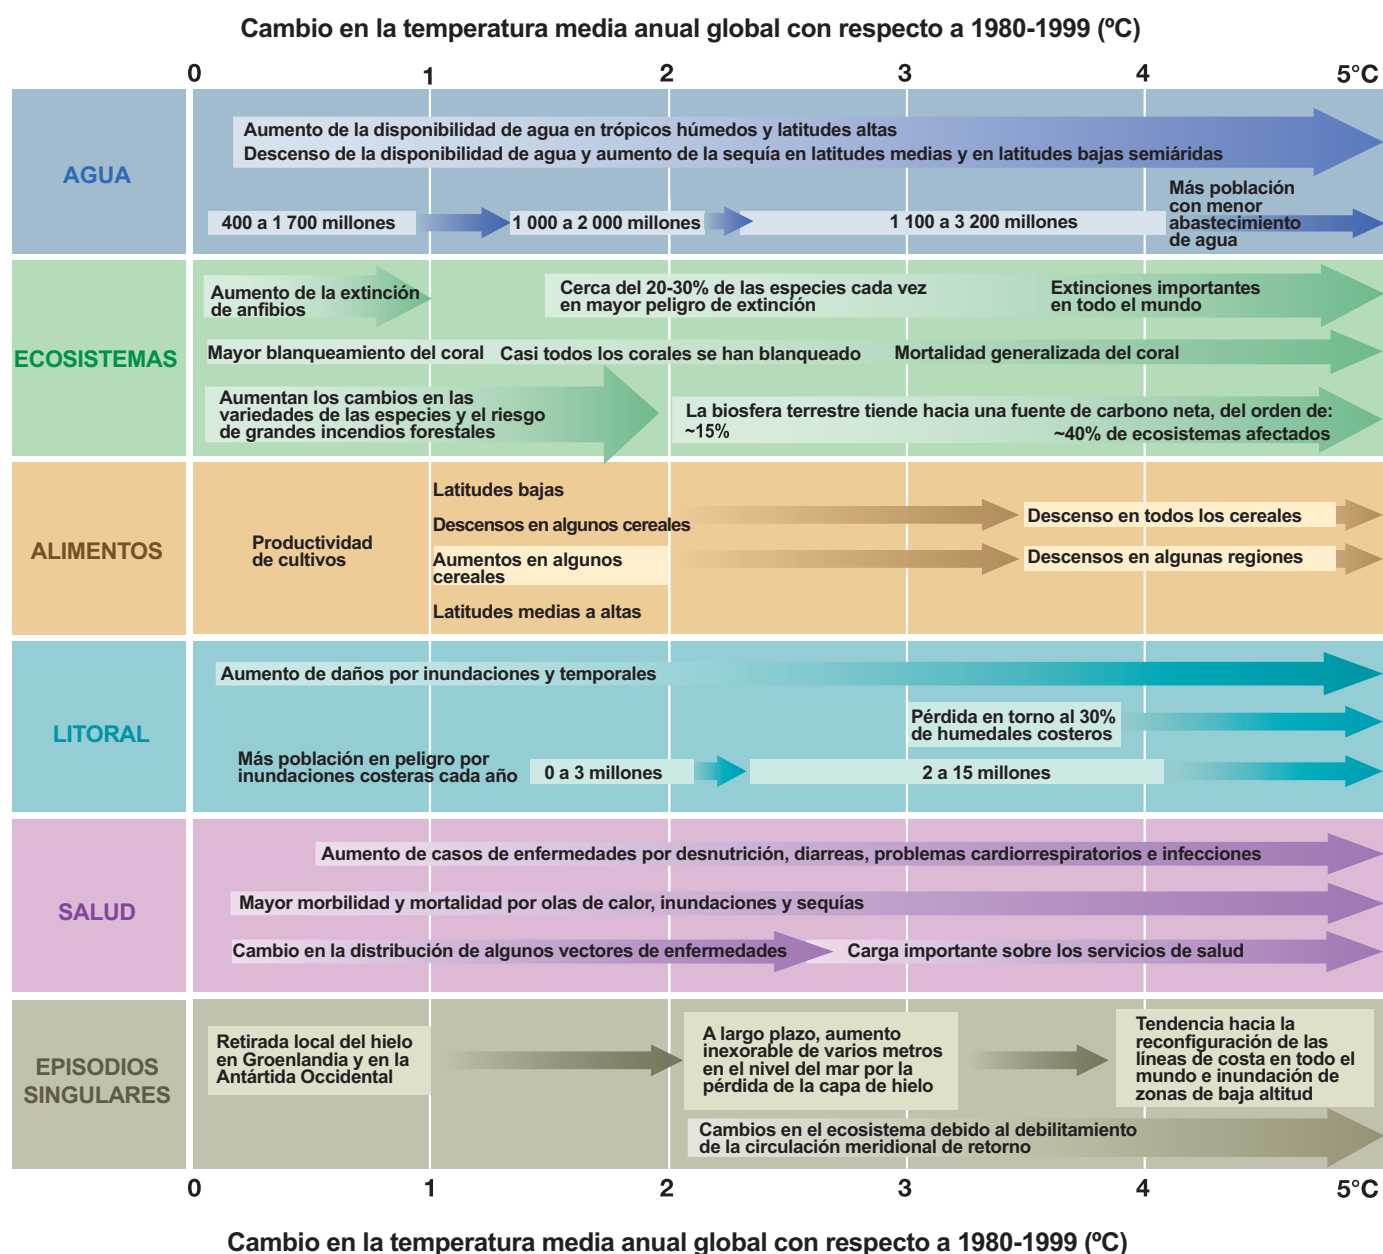 Cambio en la temperatura media anual global con respecto a 1980-1999 (ºC)
0 1 2 3 4 5°C
AGUA
Aumento de la disponibilidad de agua en trópicos húmedos y latitudes altas
Descenso de la disponibilidad de agua y aumento de la sequía en latitudes medias y en latitudes bajas semiáridas
400 a 1 700 millones
1 000 a 2 000 millones
1 100 a 3 200 millones
Más población
con menor
abastecimiento
de agua
ECOSISTEMAS
Aumento de la extinción
de anfibios
Cerca del 20-30% de las especies cada vez
en mayor peligro de extinción
Extinciones importantes
en todo el mundo
Mayor blanqueamiento del coral
Casi todos los corales se han blanqueado
Mortalidad generalizada del coral
Aumentan los cambios en las
variedades de las especies y el riesgo
de grandes incendios forestales
La biosfera terrestre tiende hacia una fuente de carbono neta, del orden de:
~15%
~40% de ecosistemas afectados
ALIMENTOS
Productividad
de cultivos
Latitudes bajas
Descensos en algunos cereales
Descenso en todos los cereales
Aumentos en algunos
cereales
Descensos en algunas regiones
Latitudes medias a altas
LITORAL
Aumento de daños por inundaciones y temporales
Pérdida en torno al 30%
de humedales costeros
Más población en peligro por
inundaciones costeras cada año
0 a 3 millones
2 a 15 millones
SALUD
Aumento de casos de enfermedades por desnutrición, diarreas, problemas cardiorrespiratorios e infecciones
Mayor morbilidad y mortalidad por olas de calor, inundaciones y sequías
Cambio en la distribución de algunos vectores de enfermedades
Carga importante sobre los servicios de salud
EPISODIOS
SINGULARES
Retirada local del hielo
en Groenlandia y en la
Antártida Occidental
A largo plazo, aumento
inexorable de varios metros
en el nivel del mar por la
pérdida de la capa de hielo
Tendencia hacia la
reconfiguración de las
líneas de costa en todo el
mundo e inundación de
zonas de baja altitud
Cambios en el ecosistema debido al debilitamiento
de la circulación meridional de retorno
0 1 2 3 4 5°C
Cambio en la temperatura media anual global con respecto a 1980-1999 (ºC)